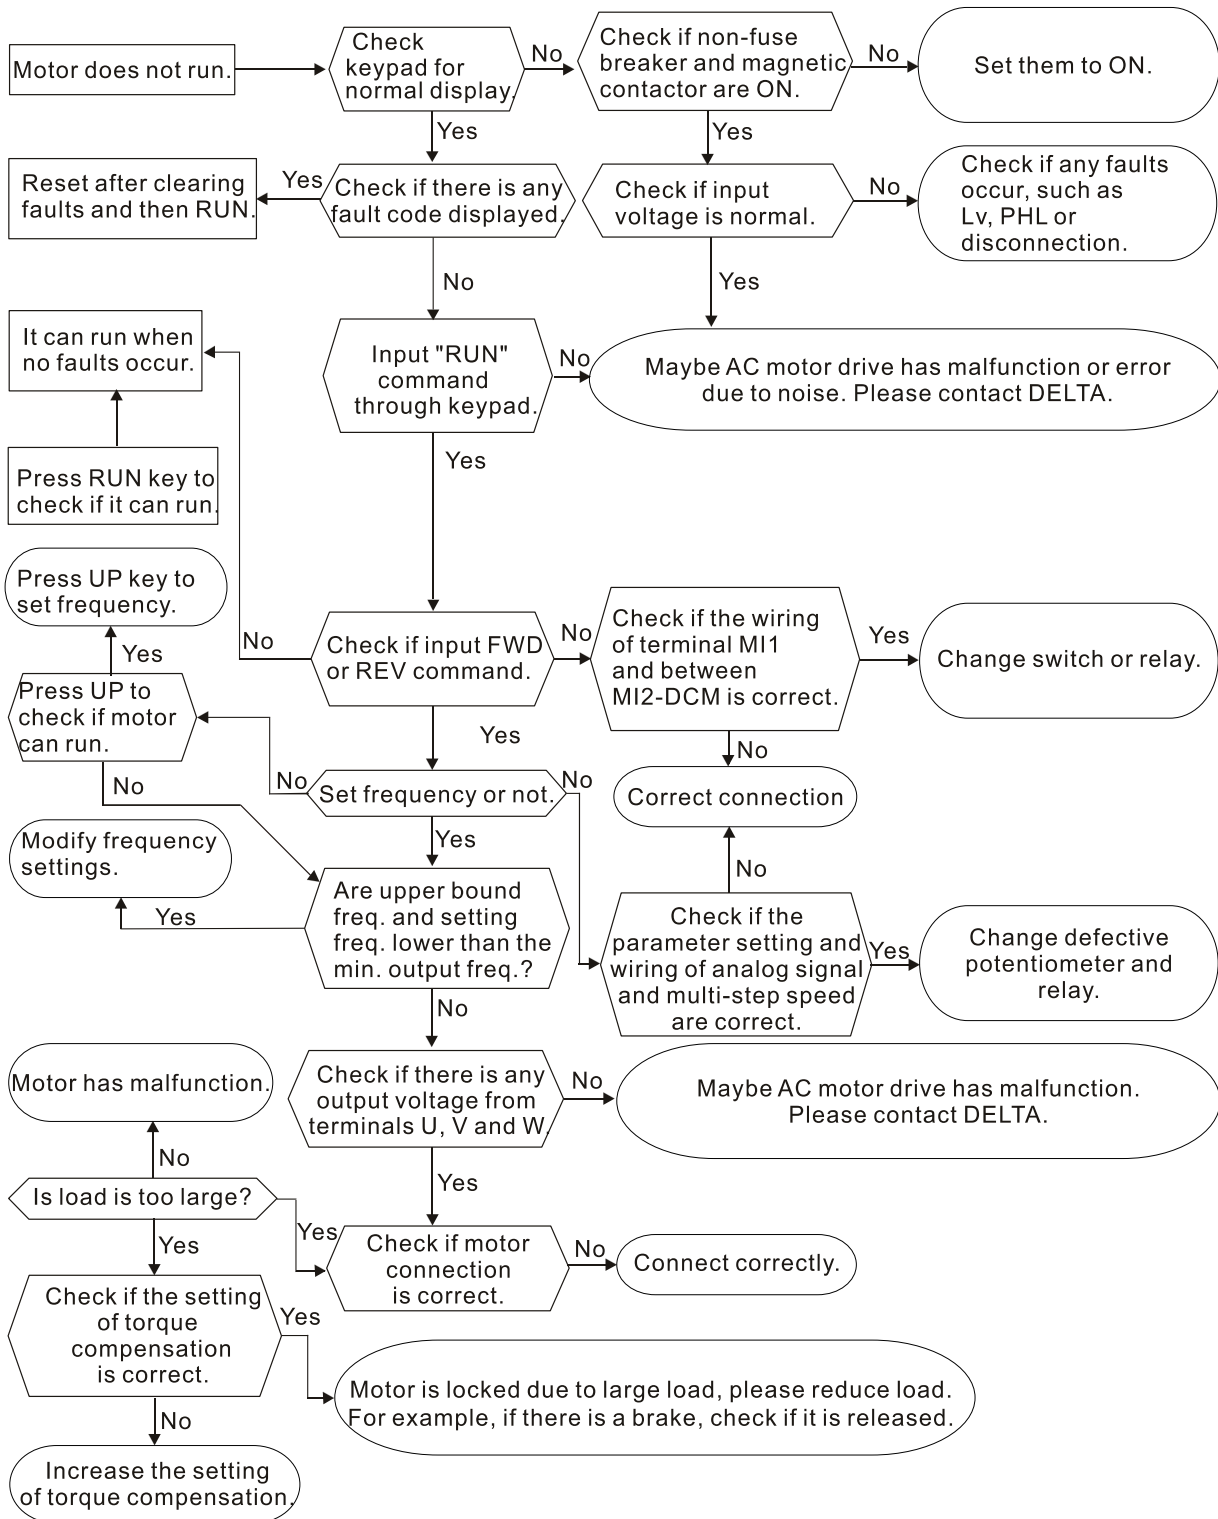 Motor does not run.
Check
keypad for
normal display.
No
Check if non-fuse
breaker and magnetic
contactor are ON.
No
Set them to ON.
Yes
Yes
Reset after clearing
faults and then RUN.
Yes
Check if there is any
fault code displayed.
Check if input
voltage is normal.
No
Check if any faults
occur, such as
Lv, PHL or
disconnection.
No
Yes
It can run when
no faults occur.
Input "RUN"
command
through keypad.
No
Maybe AC motor drive has malfunction or error
due to noise. Please contact DELTA.
Press RUN key to
check if it can run.
Yes
Press UP key to
set frequency.
Yes
No
Check if input FWD
or REV command.
No
Check if the wiring
of terminal MI1
and between
MI2-DCM is correct.
Yes
Change switch or relay.
Press UP to
check if motor
can run.
Yes
No
No
No
Set frequency or not.
No
Correct connection
Modify frequency
settings.
Yes
No
Yes
Are upper bound
freq. and setting
freq. lower than the
min. output freq.?
Check if the
parameter setting and
wiring of analog signal
and multi-step speed
are correct.
Yes
Change defective
potentiometer and
relay.
No
Motor has malfunction.
Check if there is any
output voltage from
terminals U, V and W.
No
Maybe AC motor drive has malfunction.
Please contact DELTA.
No
Yes
Is load is too large?
Yes
Yes
Check if motor
connection
is correct.
No
Connect correctly.
Check if the setting
of torque
compensation
is correct.
Yes
Motor is locked due to large load, please reduce load.
For example, if there is a brake, check if it is released.
No
Increase the setting
of torque compensation.